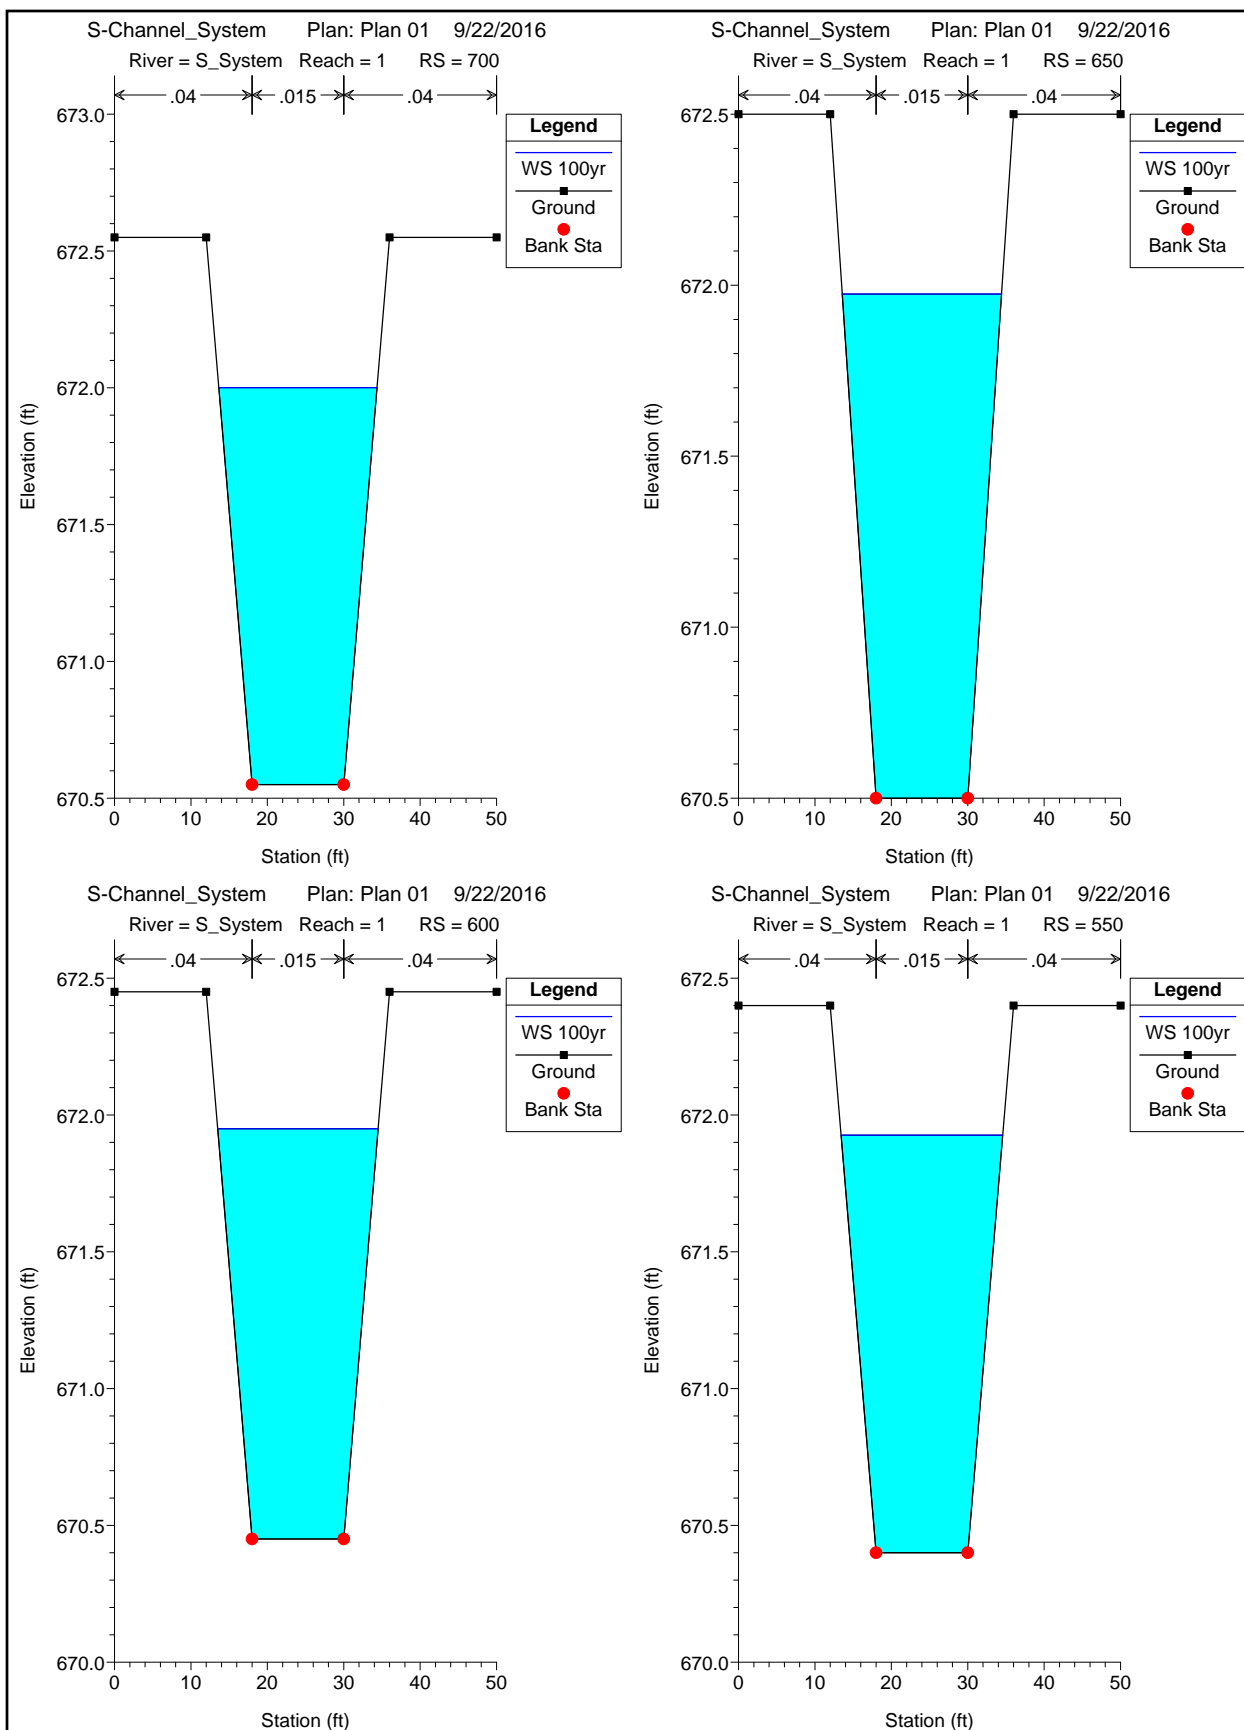 S-Channel_System Plan: Plan 01 9/22/2016
River = S_System Reach = 1 RS = 700
.04 .015 .04
673.0
672.5
672.0
671.5
671.0
670.5
Elevation (ft)
0 10 20 30 40 50
Station (ft)
Legend
WS 100yr
Ground
Bank Sta
S-Channel_System Plan: Plan 01 9/22/2016
River = S_System Reach = 1 RS = 650
.04 .015 .04
672.5
672.0
671.5
671.0
670.5
Elevation (ft)
0 10 20 30 40 50
Station (ft)
Legend
WS 100yr
Ground
Bank Sta
S-Channel_System Plan: Plan 01 9/22/2016
River = S_System Reach = 1 RS = 600
.04 .015 .04
672.5
672.0
671.5
671.0
670.5
670.0
Elevation (ft)
0 10 20 30 40 50
Station (ft)
Legend
WS 100yr
Ground
Bank Sta
S-Channel_System Plan: Plan 01 9/22/2016
River = S_System Reach = 1 RS = 550
.04 .015 .04
672.5
672.0
671.5
671.0
670.5
670.0
Elevation (ft)
0 10 20 30 40 50
Station (ft)
Legend
WS 100yr
Ground
Bank Sta